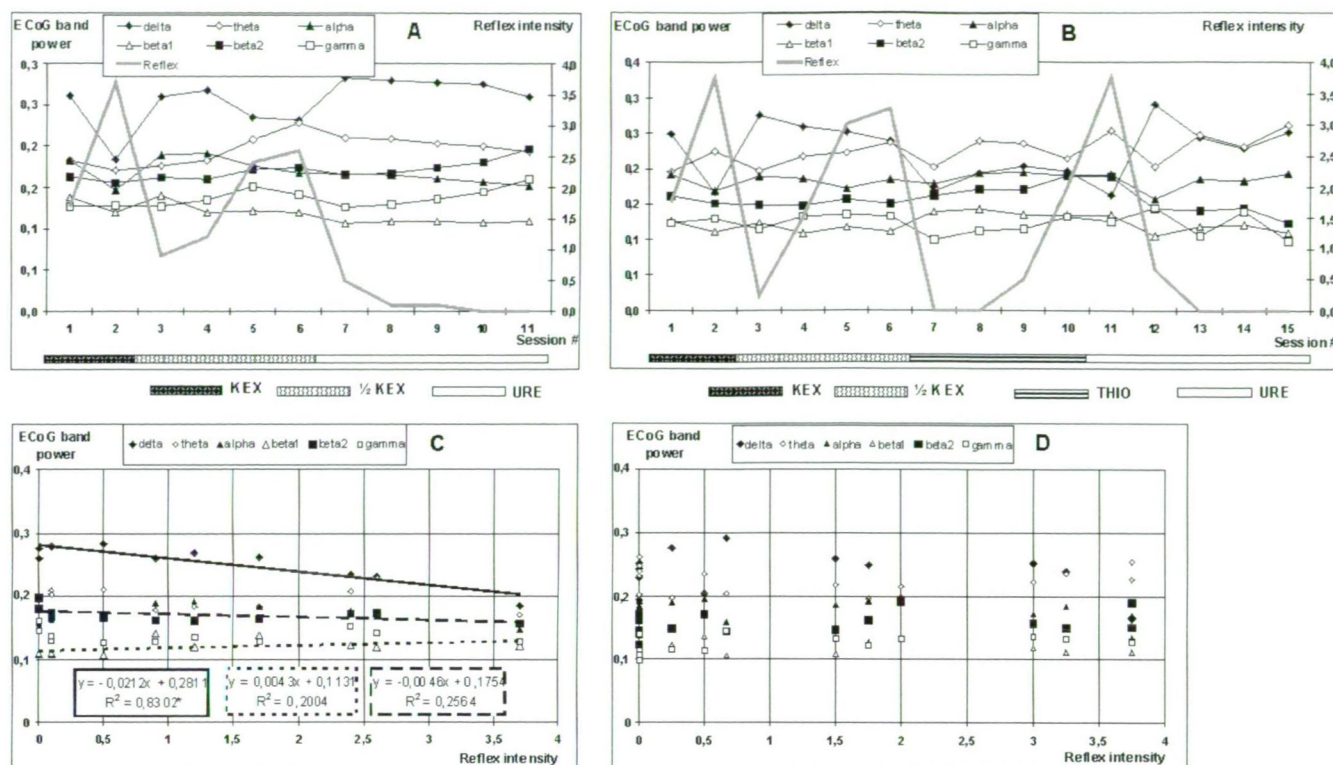 ECoG band power
delta theta alpha
beta1 beta2 gamma
Reflex
A
Reflex intensity
0,3
0,3
0,2
0,2
0,1
0,1
0,0
4,0
3,5
3,0
2,5
2,0
1,5
1,0
0,5
0,0
1 2 3 4 5 6 7 8 9 10 11
Session #
KEX ½ KEX URE
ECoG band power
delta theta alpha
beta1 beta2 gamma
Reflex
B
Reflex intensity
0,4
0,3
0,3
0,2
0,2
0,1
0,1
0,0
4,0
3,5
3,0
2,5
2,0
1,5
1,0
0,5
0,0
1 2 3 4 5 6 7 8 9 10 11 12 13 14 15
Session #
KEX ½ KEX THIO URE
ECoG band
power
delta theta alpha beta1 beta2 gamma
C
0,4
0,3
0,2
0,1
0
y = -0,0212x + 0,2811
R² = 0,8302*
y = 0,0043x + 0,1131
R² = 0,2004
y = -0,0046x + 0,1754
R² = 0,2564
0 0,5 1 1,5 2 2,5 3 3,5 4
Reflex intensity
ECoG band
power
delta theta alpha beta1 beta2 gamma
D
0,4
0,3
0,2
0,1
0
0 0,5 1 1,5 2 2,5 3 3,5 4
Reflex intensity